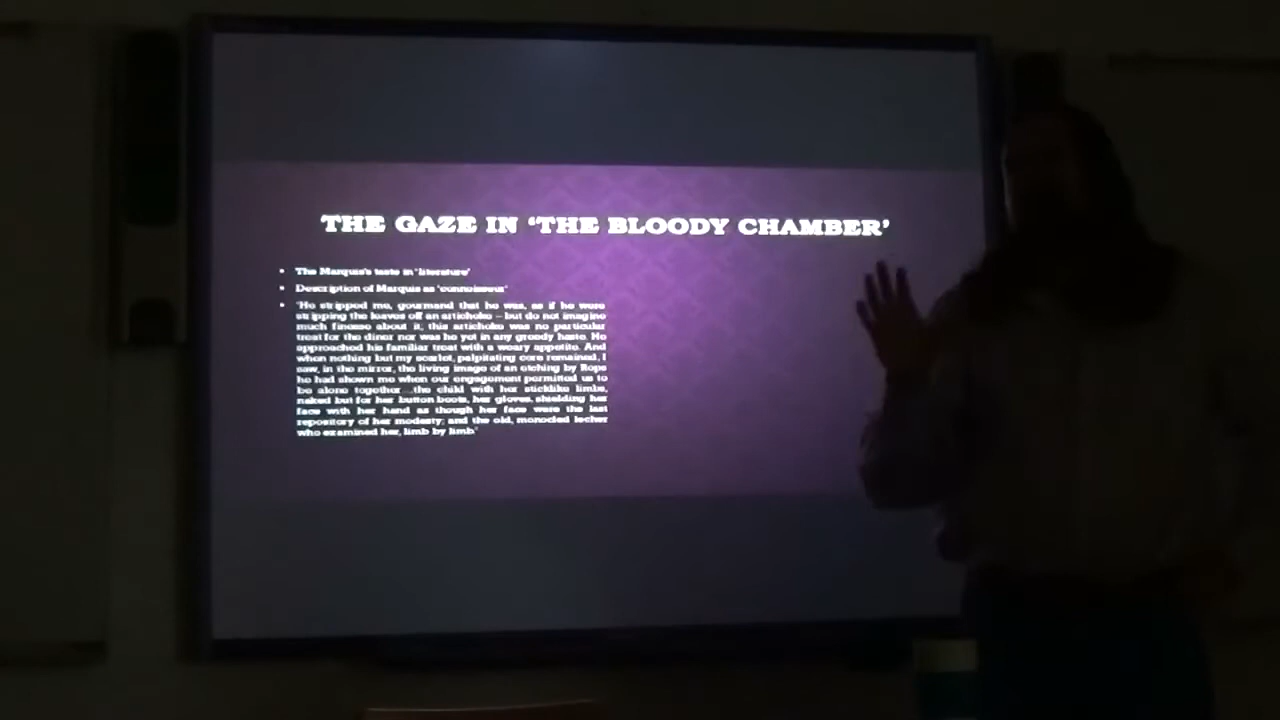 THE GAZE IN ‘THE BLOODY CHAMBER’
• The Marquis's taste in ‘literature’
• Description of Marquis as ‘connoisseur’
• ‘He stripped me, gourmand that he was, as if he were
stripping the leaves off an artichoke – but do not imagine
much finesse about it; this artichoke was no particular
treat for the diner nor was he yet in any greedy haste. He
approached his familiar treat with a weary appetite. And
when nothing but my scarlet, palpitating core remained, I
saw, in the mirror, the living image of an etching by Rops
he had shown me when our engagement permitted us to
be alone together...the child with her sticklike limbs,
naked but for her button boots, her gloves, shielding her
face with her hand as though her face were the last
repository of her modesty; and the old, monocled lecher
who examined her, limb by limb’